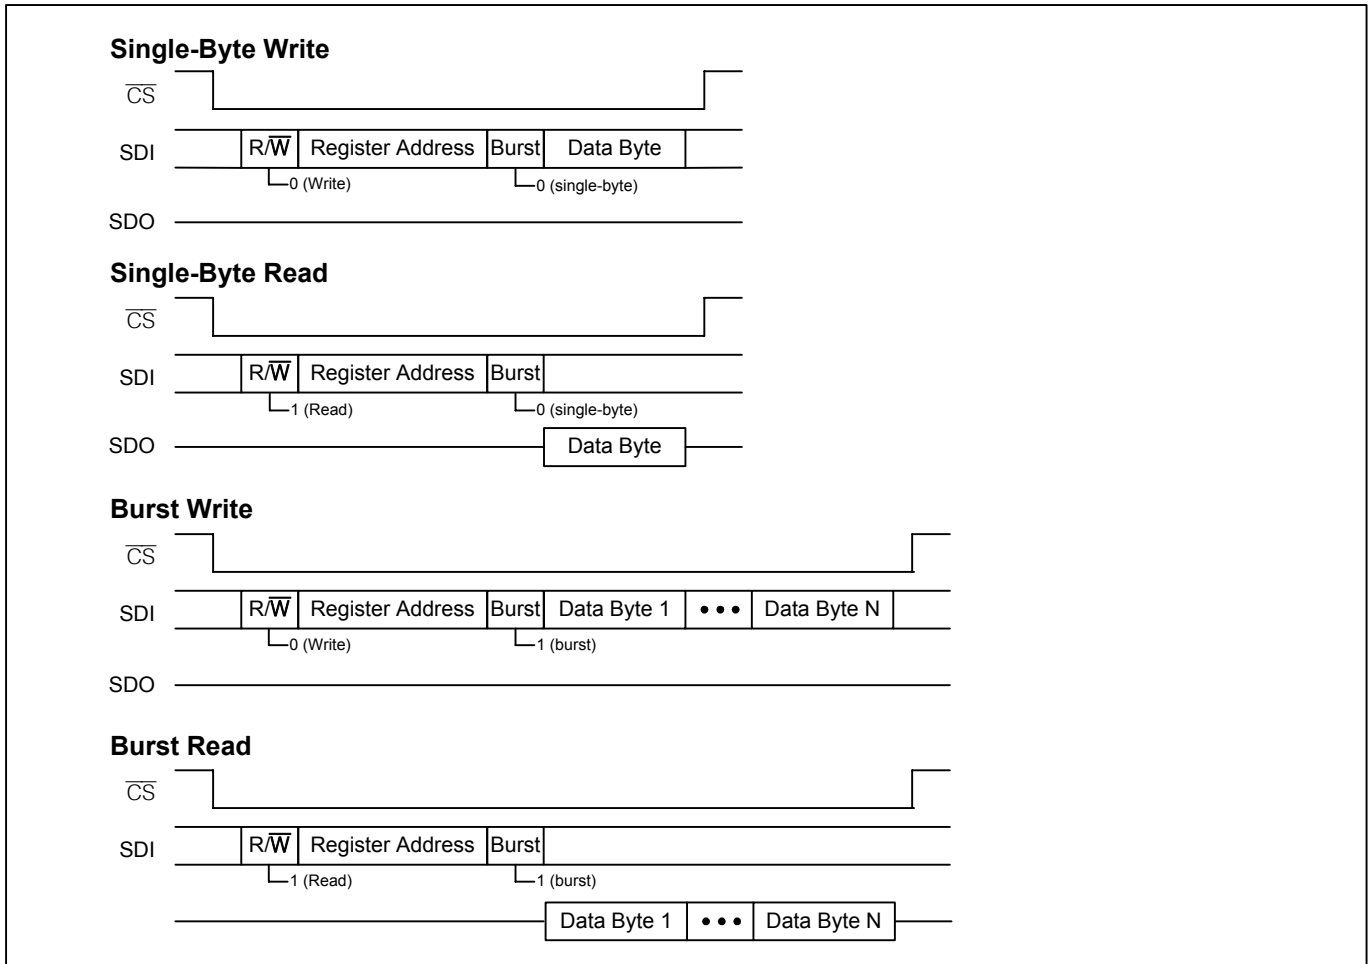 Single-Byte Write
CS
SDI R/W Register Address Burst Data Byte
0 (Write) 0 (single-byte)
SDO
Single-Byte Read
CS
SDI R/W Register Address Burst
1 (Read) 0 (single-byte)
SDO Data Byte
Burst Write
CS
SDI R/W Register Address Burst Data Byte 1 ••• Data Byte N
0 (Write) 1 (burst)
SDO
Burst Read
CS
SDI R/W Register Address Burst
1 (Read) 1 (burst)
Data Byte 1 ••• Data Byte N